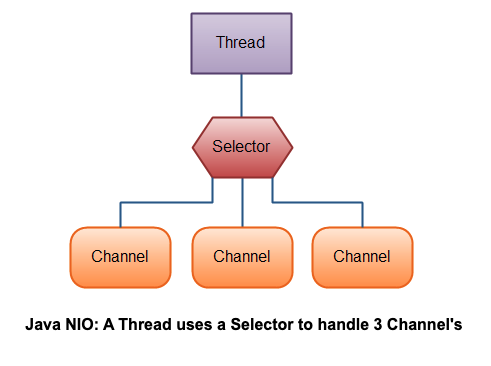 Thread
Selector
Channel
Channel
Channel
Java NIO: A Thread uses a Selector to handle 3 Channel's